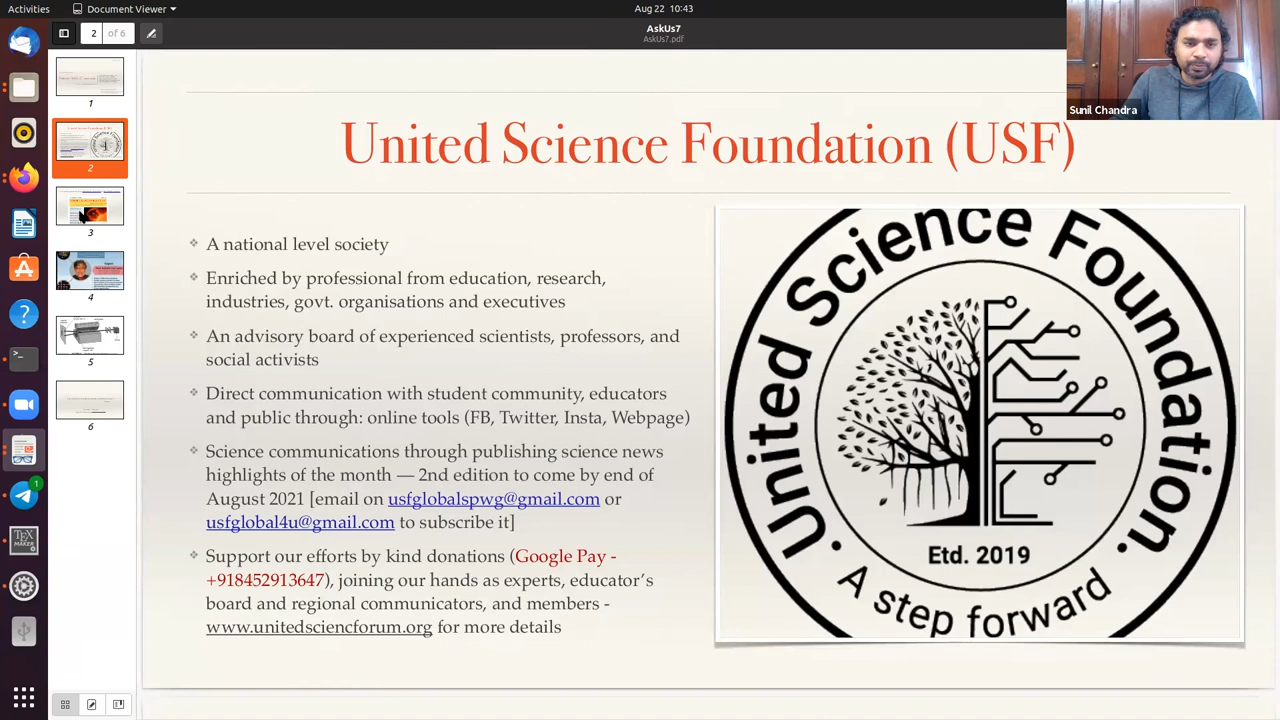 Activities
Document Viewer
Aug 22 10:43
2 of 6
AskUs7
AskUs7.pdf
Sunil Chandra
1
2
3
4
5
6
1
United Science Foundation (USF)
A national level society
Enriched by professional from education, research,
industries, govt. organisations and executives
An advisory board of experienced scientists, professors, and
social activists
Direct communication with student community, educators
and public through: online tools (FB, Twitter, Insta, Webpage)
Science communications through publishing science news
highlights of the month — 2nd edition to come by end of
August 2021 [email on usfglobalspwg@gmail.com or
usfglobal4u@gmail.com to subscribe it]
Support our efforts by kind donations (Google Pay -
+918452913647), joining our hands as experts, educator's
board and regional communicators, and members -
www.unitedsciencforum.org for more details
United Science Foundation
Etd. 2019
A step forward